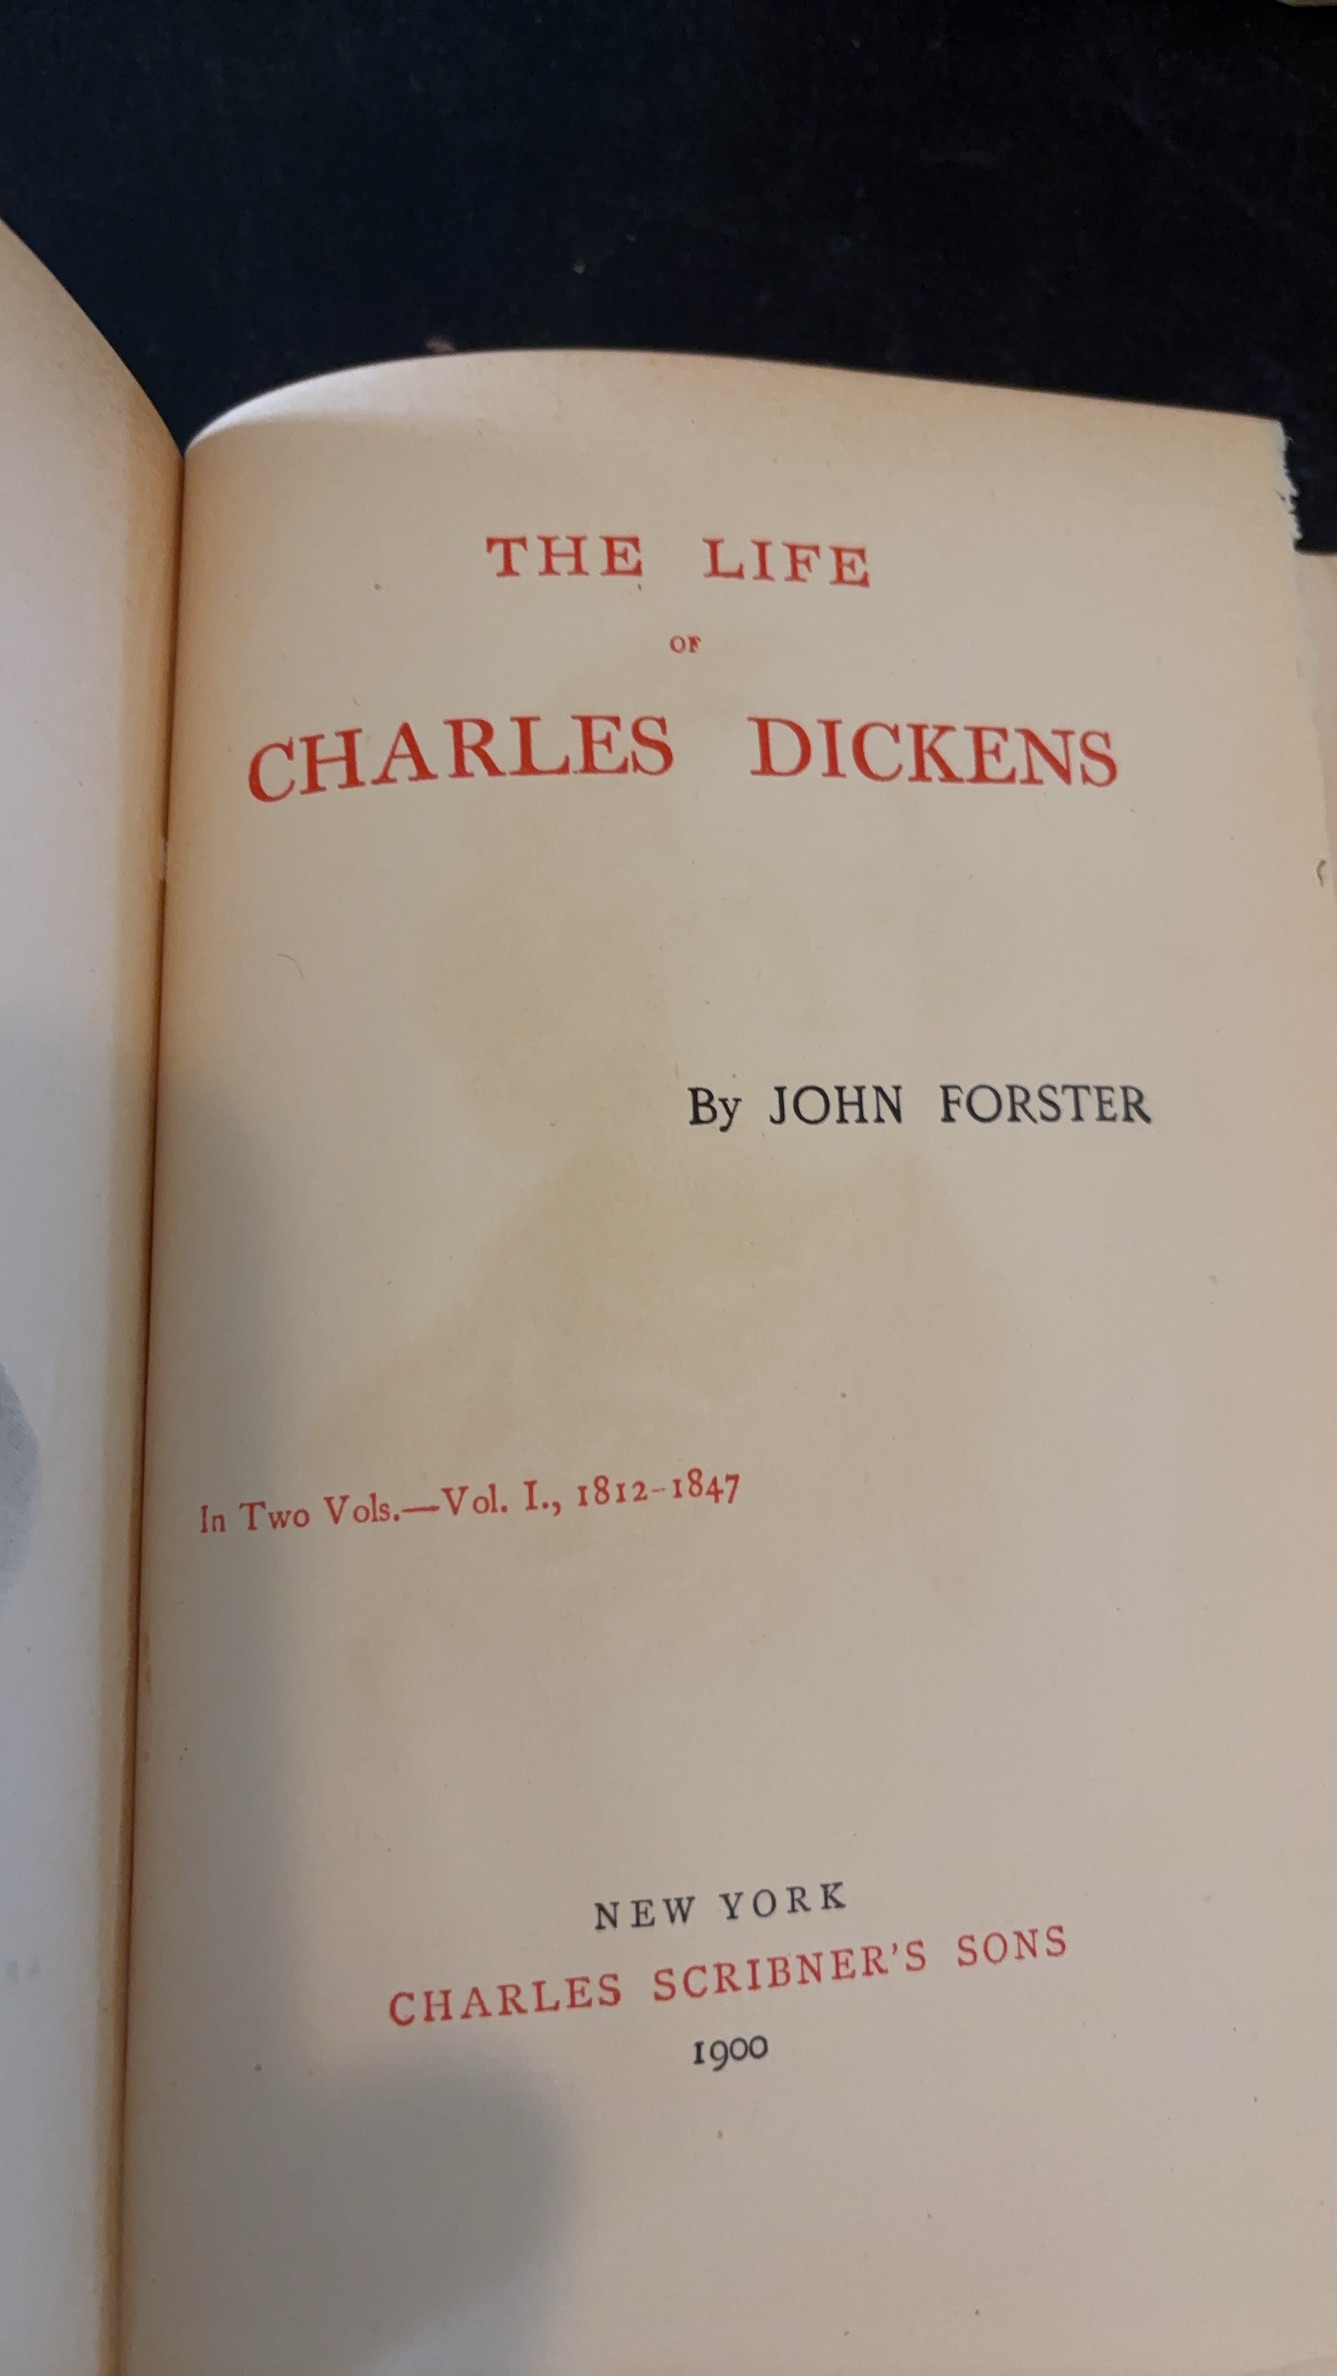 THE LIFE
OF
CHARLES DICKENS
By JOHN FORSTER
In Two Vols.—Vol. I., 1812-1847
NEW YORK
CHARLES SCRIBNER'S SONS
1900